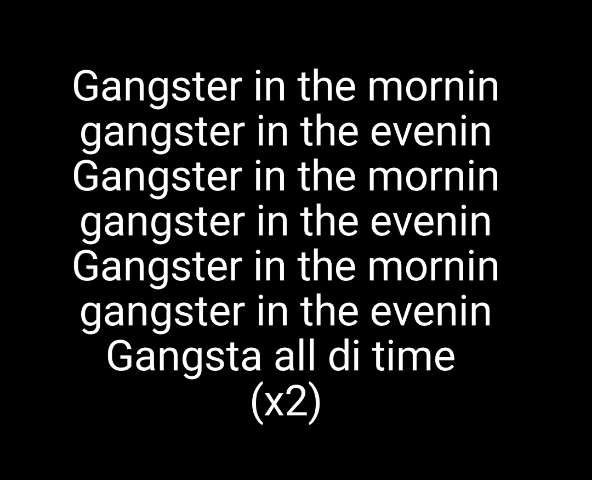 Gangster in the mornin
gangster in the evenin
Gangster in the mornin
gangster in the evenin
Gangster in the mornin
gangster in the evenin
Gangsta all di time
(x2)